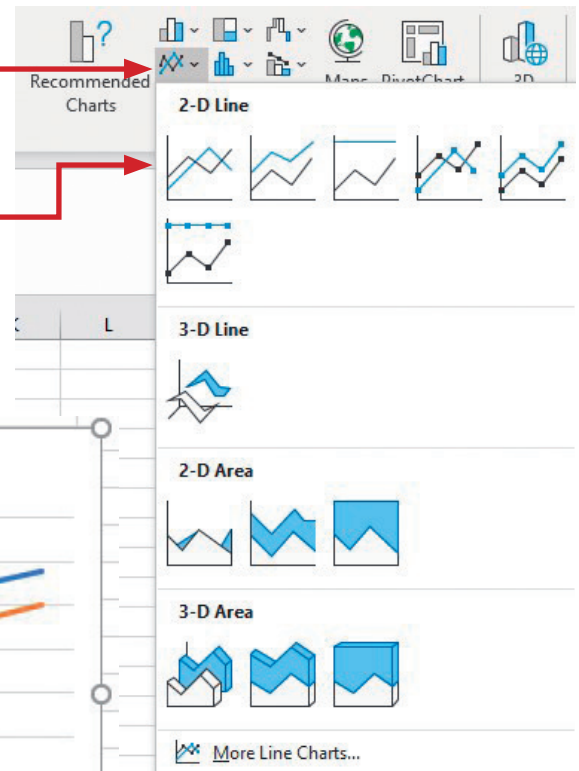 Recommended
Charts
Maps PivotChart 3D
2-D Line
L
3-D Line
2-D Area
3-D Area
More Line Charts...